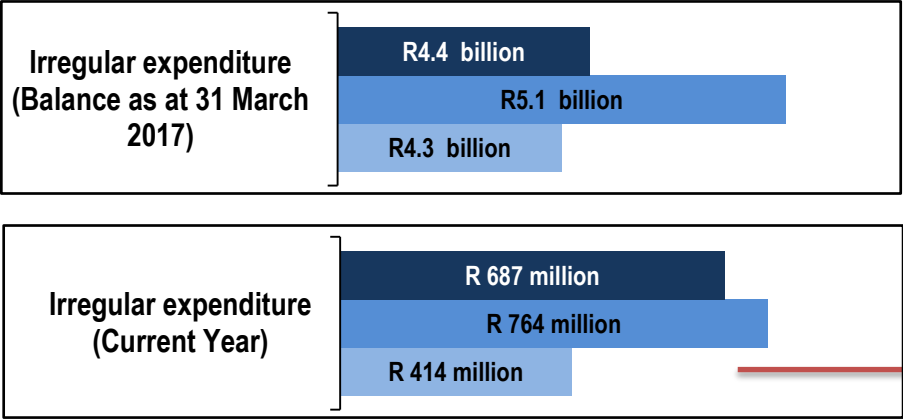 Irregular expenditure
(Balance as at 31 March
2017)
R4.4 billion
R5.1 billion
R4.3 billion
Irregular expenditure
(Current Year)
R 687 million
R 764 million
R 414 million